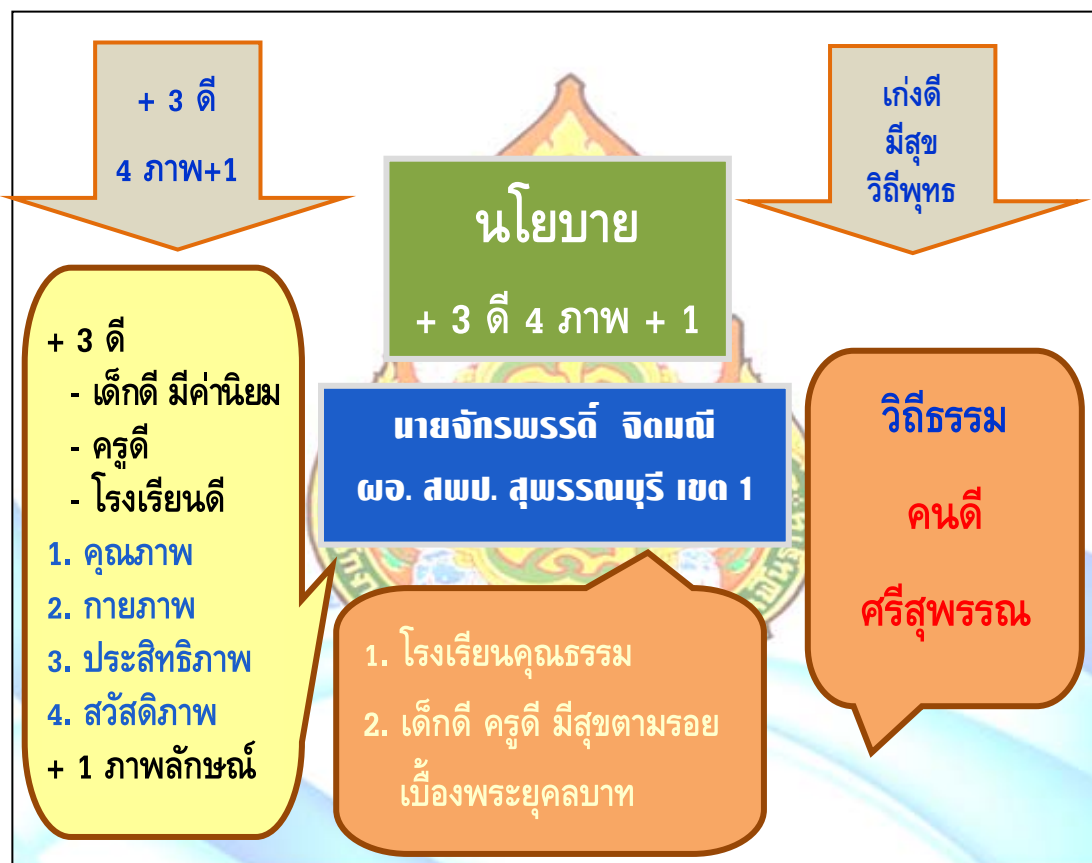 + 3 ดี
4 ภาพ+1
เก่งดี
มีสุข
วิถีพุทธ
นโยบาย
+ 3 ดี 4 ภาพ + 1
นายจักรพรรดิ์ จิตมณี
ผอ. สพป. สุพรรณบุรี เขต 1
+ 3 ดี
- เด็กดี มีค่านิยม
- ครูดี
- โรงเรียนดี
1. คุณภาพ
2. กายภาพ
3. ประสิทธิภาพ
4. สวัสดิภาพ
+ 1 ภาพลักษณ์
1. โรงเรียนคุณธรรม
2. เด็กดี ครูดี มีสุขตามรอย
เบื้องพระยุคลบาท
วิถีธรรม
คนดี
ศรีสุพรรณ